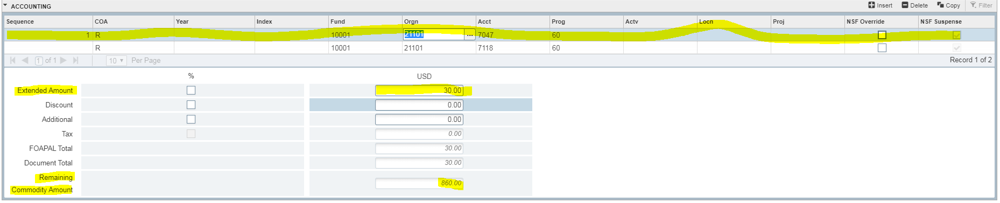 ACCOUNTING Insert Delete Copy Filter
Sequence COA Year Index Fund Orgn Acct Prog Actv Locn Proj NSF Override NSF Suspense
1 R 10001 21101 ... 7047 60
R 10001 21101 7118 60
1 of 1 10 Per Page Record 1 of 2
% USD
Extended Amount 30.00
Discount 0.00
Additional 0.00
Tax 0.00
FOAPAL Total 30.00
Document Total 30.00
Remaining
Commodity Amount 860.00